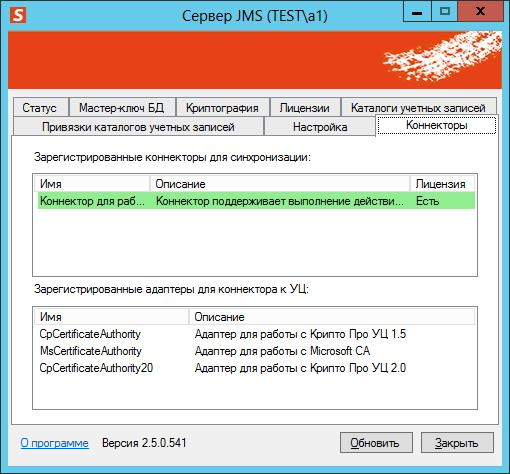 S
Сервер JMS (TEST\a1)
Статус Мастер-ключ БД Криптография Лицензии Каталоги учетных записей
Привязки каталогов учетных записей Настройка Коннекторы
Зарегистрированные коннекторы для синхронизации:
Имя Описание Лицензия
Коннектор для раб... Коннектор поддерживает выполнение действи... Есть
Зарегистрированные адаптеры для коннектора к УЦ:
Имя Описание
CpCertificateAuthority Адаптер для работы с Крипто Про УЦ 1.5
MsCertificateAuthority Адаптер для работы с Microsoft CA
CpCertificateAuthority20 Адаптер для работы с Крипто Про УЦ 2.0
О программе Версия 2.5.0.541 Обновить Закрыть